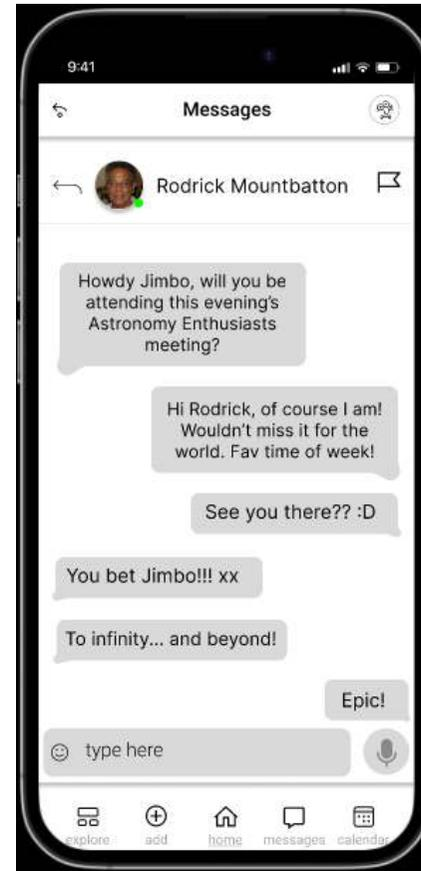 9:41
Messages
Rodrick Mountbatton
Howdy Jimbo, will you be
attending this evening's
Astronomy Enthusiasts
meeting?
Hi Rodrick, of course I am!
Wouldn't miss it for the
world. Fav time of week!
See you there?? :D
You bet Jimbo!!! xx
To infinity... and beyond!
Epic!
type here
explore add home messages calendar